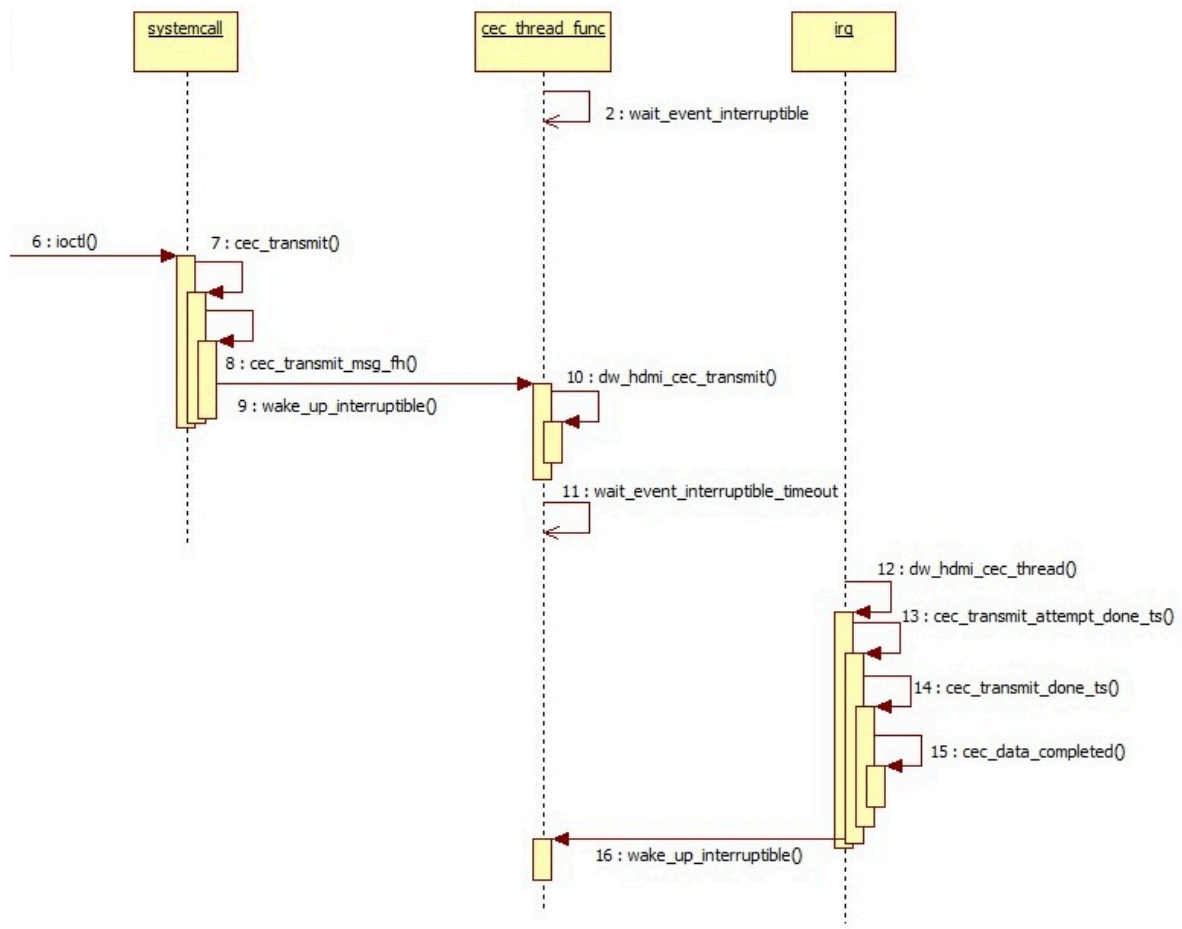 systemcall
cec_thread_func
irq
2 : wait_event_interruptible
6 : ioctl()
7 : cec_transmit()
8 : cec_transmit_msg_fh()
10 : dw_hdmi_cec_transmit()
9 : wake_up_interruptible()
11 : wait_event_interruptible_timeout
12 : dw_hdmi_cec_thread()
13 : cec_transmit_attempt_done_ts()
14 : cec_transmit_done_ts()
15 : cec_data_completed()
16 : wake_up_interruptible()